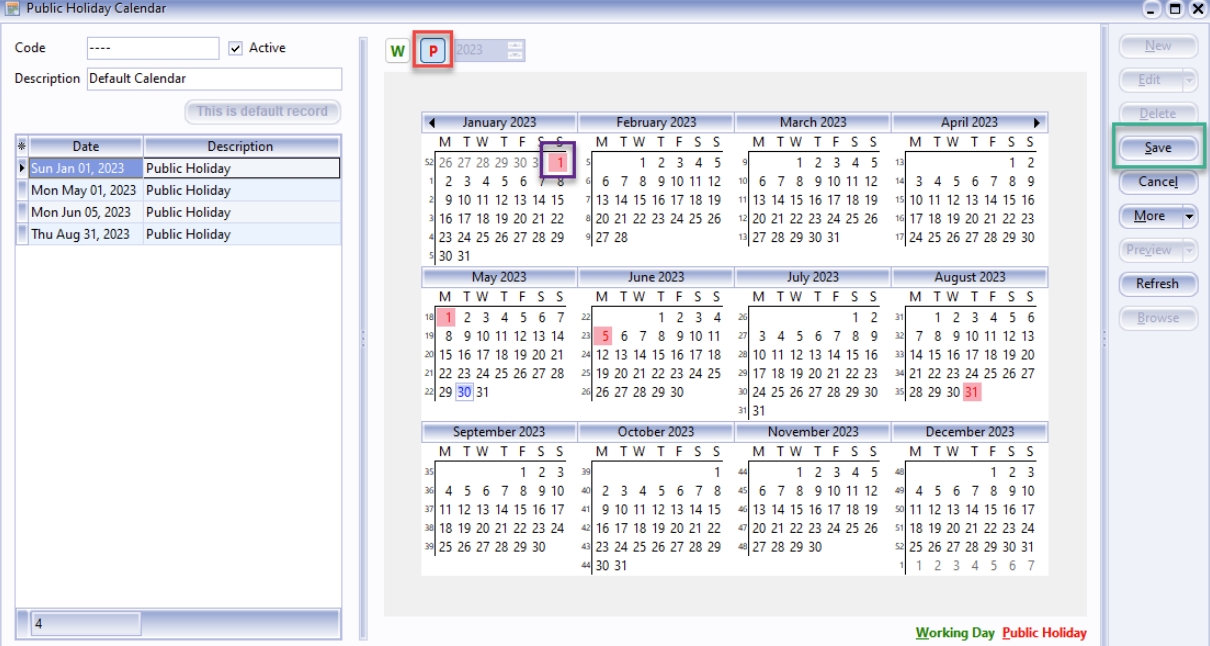 Public Holiday Calendar
Code ---- Active
Description Default Calendar
This is default record
Date Description
Sun Jan 01, 2023 Public Holiday
Mon May 01, 2023 Public Holiday
Mon Jun 05, 2023 Public Holiday
Thu Aug 31, 2023 Public Holiday
4
W P 2023
January 2023 February 2023 March 2023 April 2023
M T W T F S S M T W T F S S M T W T F S S M T W T F S S
52 26 27 28 29 30 3 1 5 1 2 3 4 5 9 1 2 3 4 5 13 1 2
1 2 3 4 5 6 7 8 6 6 7 8 9 10 11 12 10 6 7 8 9 10 11 12 14 3 4 5 6 7 8 9
2 9 10 11 12 13 14 15 7 13 14 15 16 17 18 19 11 13 14 15 16 17 18 19 15 10 11 12 13 14 15 16
3 16 17 18 19 20 21 22 8 20 21 22 23 24 25 26 12 20 21 22 23 24 25 26 16 17 18 19 20 21 22 23
4 23 24 25 26 27 28 29 9 27 28 13 27 28 29 30 31 17 24 25 26 27 28 29 30
5 30 31
May 2023 June 2023 July 2023 August 2023
M T W T F S S M T W T F S S M T W T F S S M T W T F S S
18 1 2 3 4 5 6 7 22 1 2 3 4 26 1 2 31 1 2 3 4 5 6
19 8 9 10 11 12 13 14 23 5 6 7 8 9 10 11 27 3 4 5 6 7 8 9 32 7 8 9 10 11 12 13
20 15 16 17 18 19 20 21 24 12 13 14 15 16 17 18 28 10 11 12 13 14 15 16 33 14 15 16 17 18 19 20
21 22 23 24 25 26 27 28 25 19 20 21 22 23 24 25 29 17 18 19 20 21 22 23 34 21 22 23 24 25 26 27
22 29 30 31 26 26 27 28 29 30 30 24 25 26 27 28 29 30 35 28 29 30 31
31 31
September 2023 October 2023 November 2023 December 2023
M T W T F S S M T W T F S S M T W T F S S M T W T F S S
35 1 2 3 39 1 44 1 2 3 4 5 48 1 2 3
36 4 5 6 7 8 9 10 40 2 3 4 5 6 7 8 45 6 7 8 9 10 11 12 49 4 5 6 7 8 9 10
37 11 12 13 14 15 16 17 41 9 10 11 12 13 14 15 46 13 14 15 16 17 18 19 50 11 12 13 14 15 16 17
38 18 19 20 21 22 23 24 42 16 17 18 19 20 21 22 47 20 21 22 23 24 25 26 51 18 19 20 21 22 23 24
39 25 26 27 28 29 30 43 23 24 25 26 27 28 29 48 27 28 29 30 52 25 26 27 28 29 30 31
44 30 31 1 1 2 3 4 5 6 7
Working Day Public Holiday
New
Edit
Delete
Save
Cancel
More
Preview
Refresh
Browse